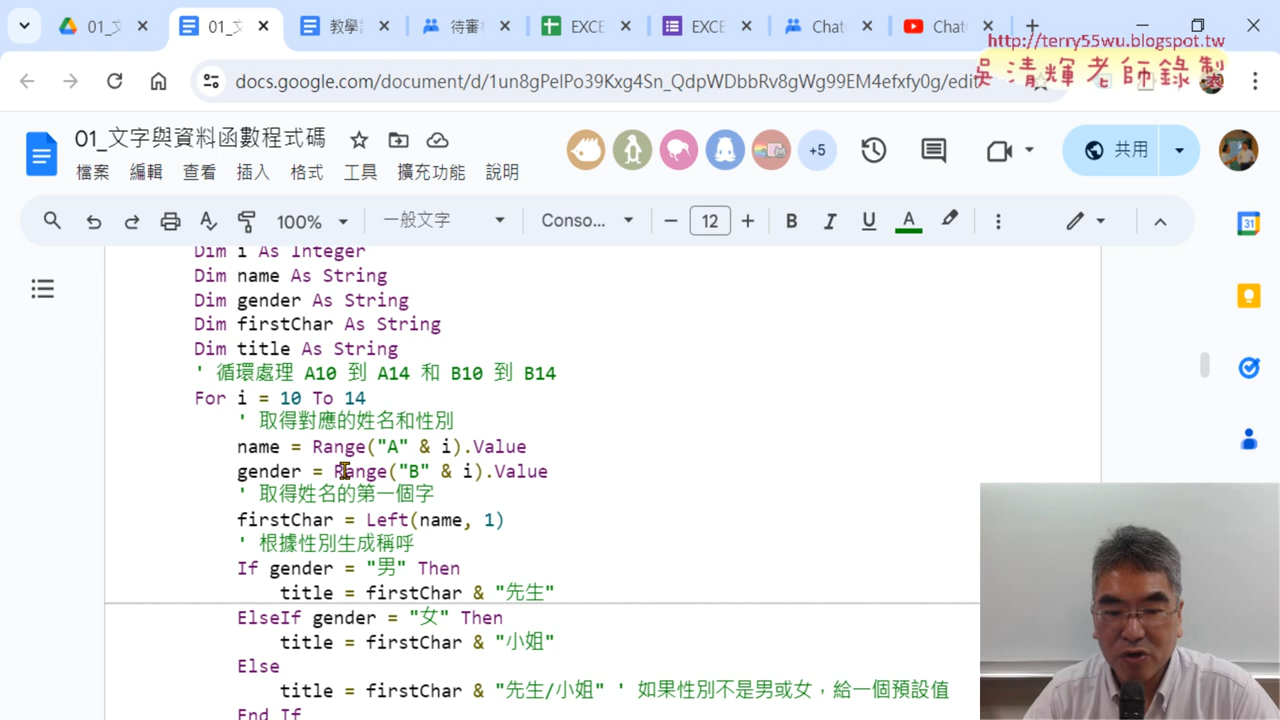 01_文
01_文
教學
待審
EXCE
EXCE
Chat
Chat
http://terry55wu.blogspot.tw
吳清輝老師錄製
docs.google.com/document/d/1un8gPelPo39Kxg4Sn_QdpWDbbRv8gWg99EM4efxfy0g/edit
01_文字與資料函數程式碼
+5
共用
檔案 編輯 查看 插入 格式 工具 擴充功能 說明
100% 一般文字 Conso... 12 B I U A
31
Dim i As Integer
Dim name As String
Dim gender As String
Dim firstChar As String
Dim title As String
' 循環處理 A10 到 A14 和 B10 到 B14
For i = 10 To 14
' 取得對應的姓名和性別
name = Range("A" & i).Value
gender = Range("B" & i).Value
' 取得姓名的第一個字
firstChar = Left(name, 1)
' 根據性別生成稱呼
If gender = "男" Then
title = firstChar & "先生"
ElseIf gender = "女" Then
title = firstChar & "小姐"
Else
title = firstChar & "先生/小姐" ' 如果性別不是男或女，給一個預設值
End If